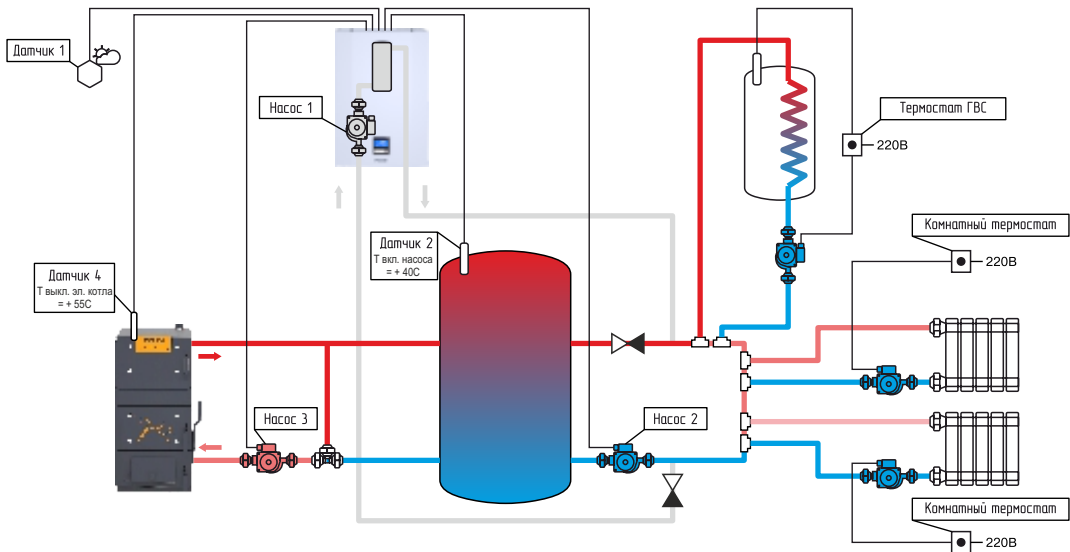 Датчик 1
Насос 1
Термостат ГВС
220В
Датчик 2
Т вкл. насоса
= + 40С
Комнатный термостат
220В
Датчик 4
Т выкл. эл. котла
= + 55С
Насос 3
Насос 2
Комнатный термостат
220В